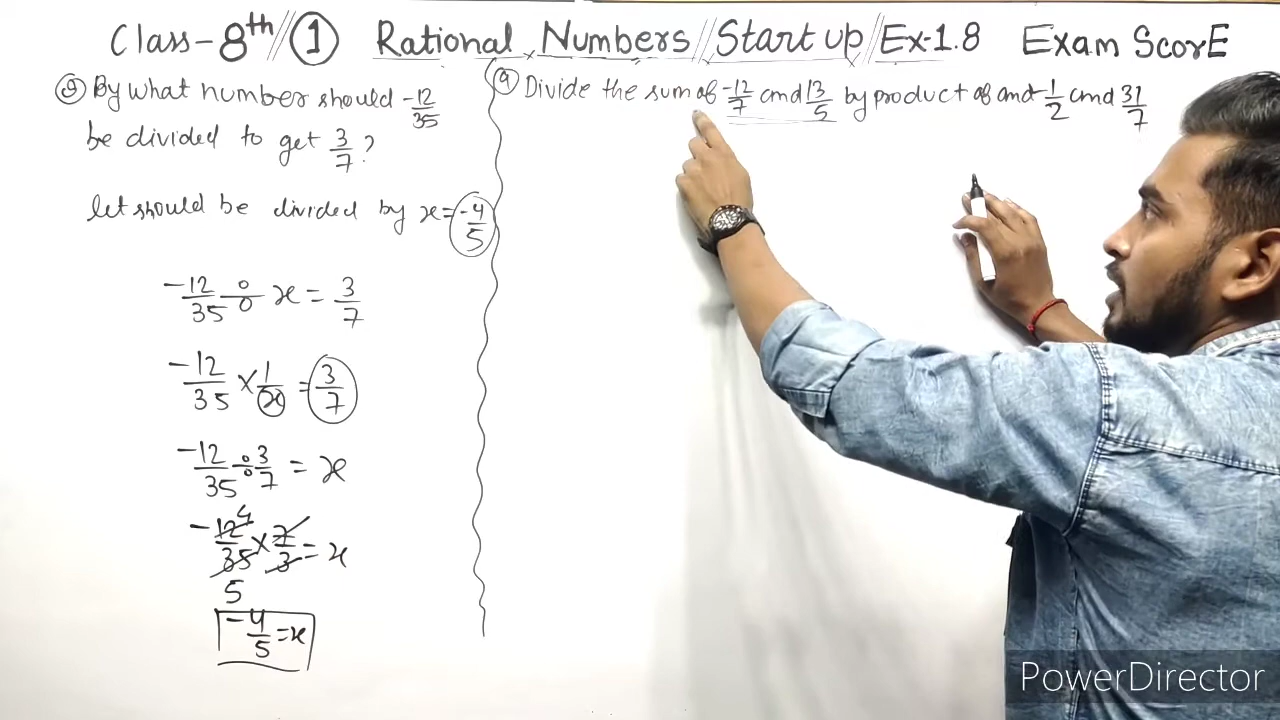 Class-8th // ① Rational Numbers // Start up // Ex-1.8 Exam ScorE
By what number should -12/35
be divided to get 3/7?
let should be divided by x = -4/5
-12/35 ÷ x = 3/7
-12/35 × 1/x = 3/7
-12/35 ÷ 3/7 = x
-12/35 × 7/3 = x
4
5
-4/5 = x
Divide the sum of -12/7 and 13/5 by product of and -1/2 and 31/7
PowerDirector